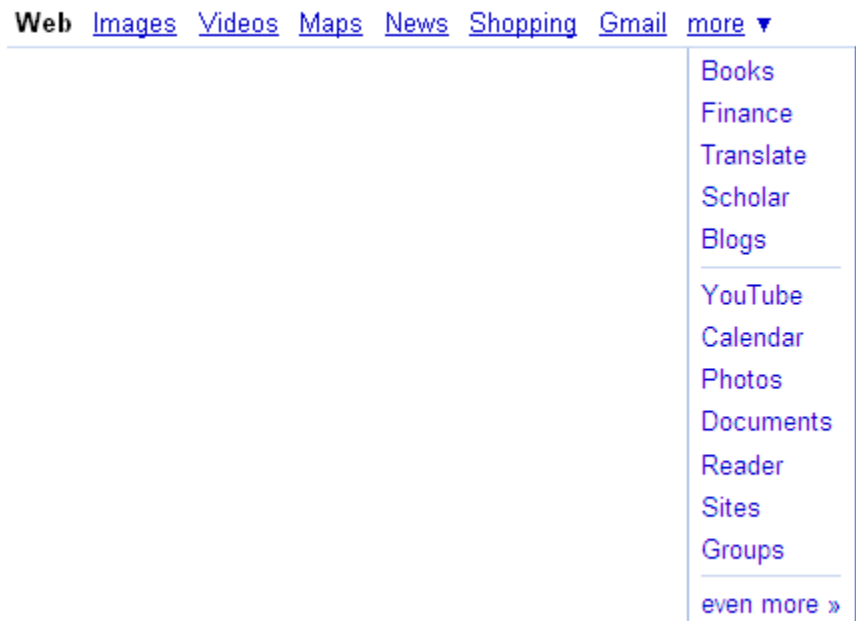 Web Images Videos Maps News Shopping Gmail more ▼
Books
Finance
Translate
Scholar
Blogs
YouTube
Calendar
Photos
Documents
Reader
Sites
Groups
even more »